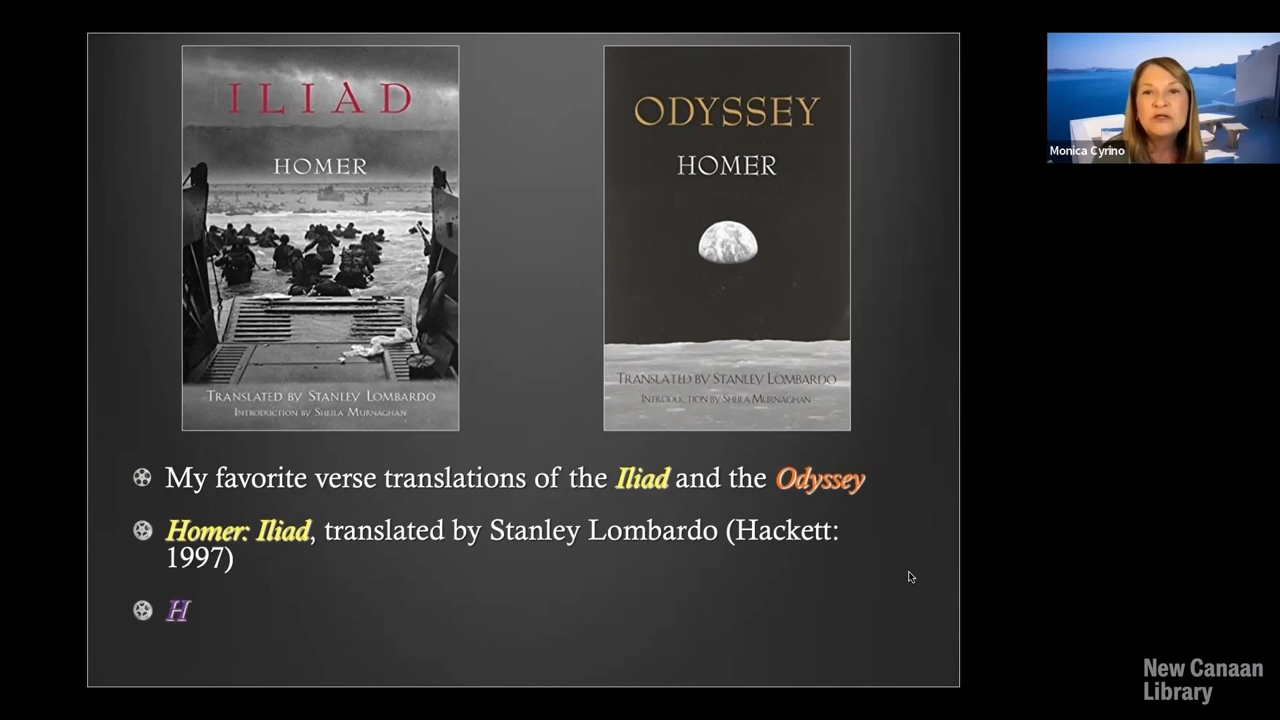 ILIAD
HOMER
TRANSLATED BY STANLEY LOMBARDO
INTRODUCTION BY SHEILA MURNAGHAN
ODYSSEY
HOMER
TRANSLATED BY STANLEY LOMBARDO
INTRODUCTION BY SHEILA MURNAGHAN
My favorite verse translations of the Iliad and the Odyssey
Homer: Iliad, translated by Stanley Lombardo (Hackett:
1997)
H
Monica Cyrino
New Canaan
Library